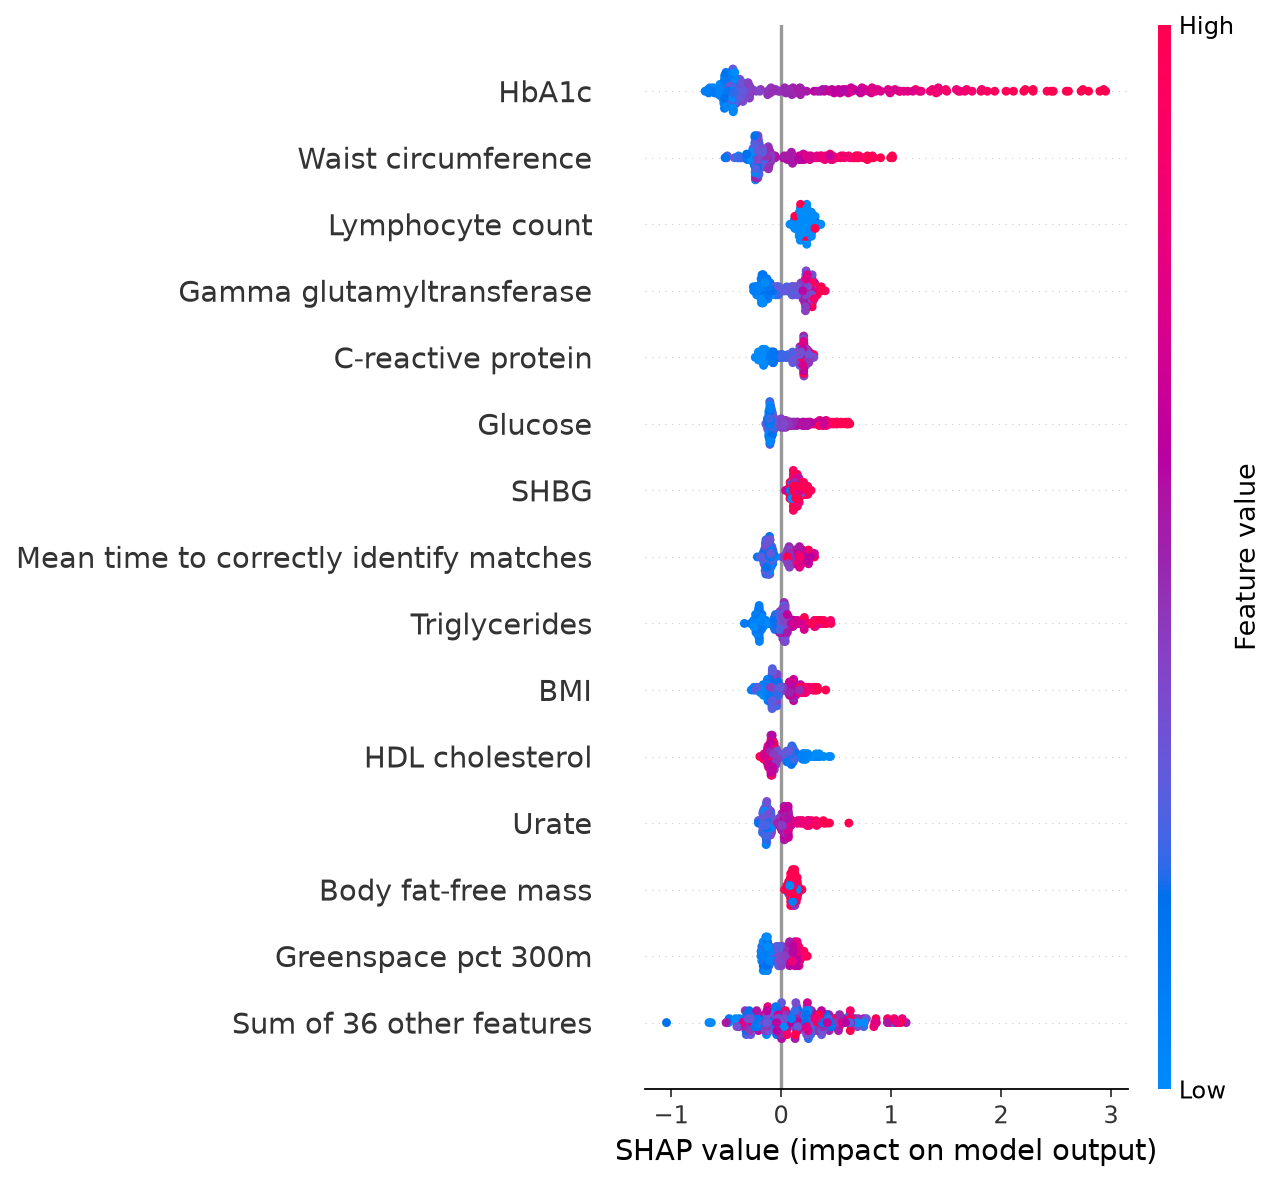 High
HbA1c
Waist circumference
Lymphocyte count
Gamma glutamyltransferase
C-reactive protein
Glucose
SHBG
Mean time to correctly identify matches
Triglycerides
BMI
HDL cholesterol
Urate
Body fat-free mass
Greenspace pct 300m
Sum of 36 other features
Feature value
Low
−1 0 1 2 3
SHAP value (impact on model output)